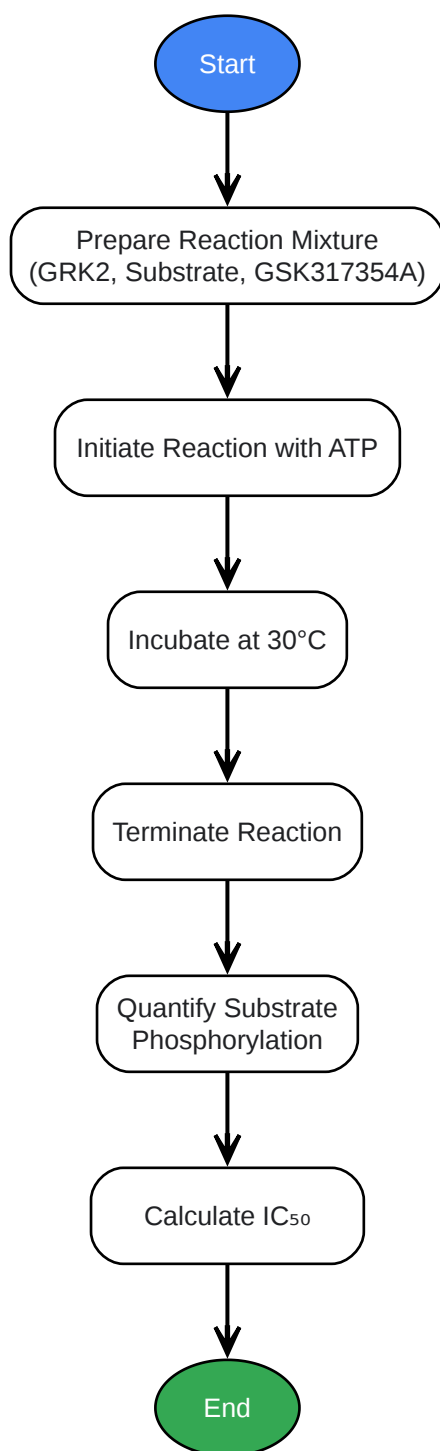 Start
Prepare Reaction Mixture
(GRK2, Substrate, GSK317354A)
Initiate Reaction with ATP
Incubate at 30°C
Terminate Reaction
Quantify Substrate
Phosphorylation
Calculate IC₅₀
End